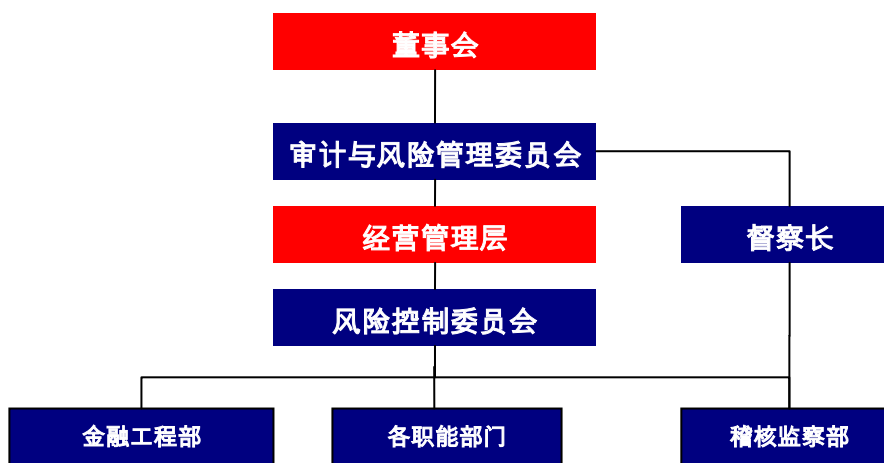 董事会
审计与风险管理委员会
经营管理层
督察长
风险控制委员会
金融工程部
各职能部门
稽核监察部